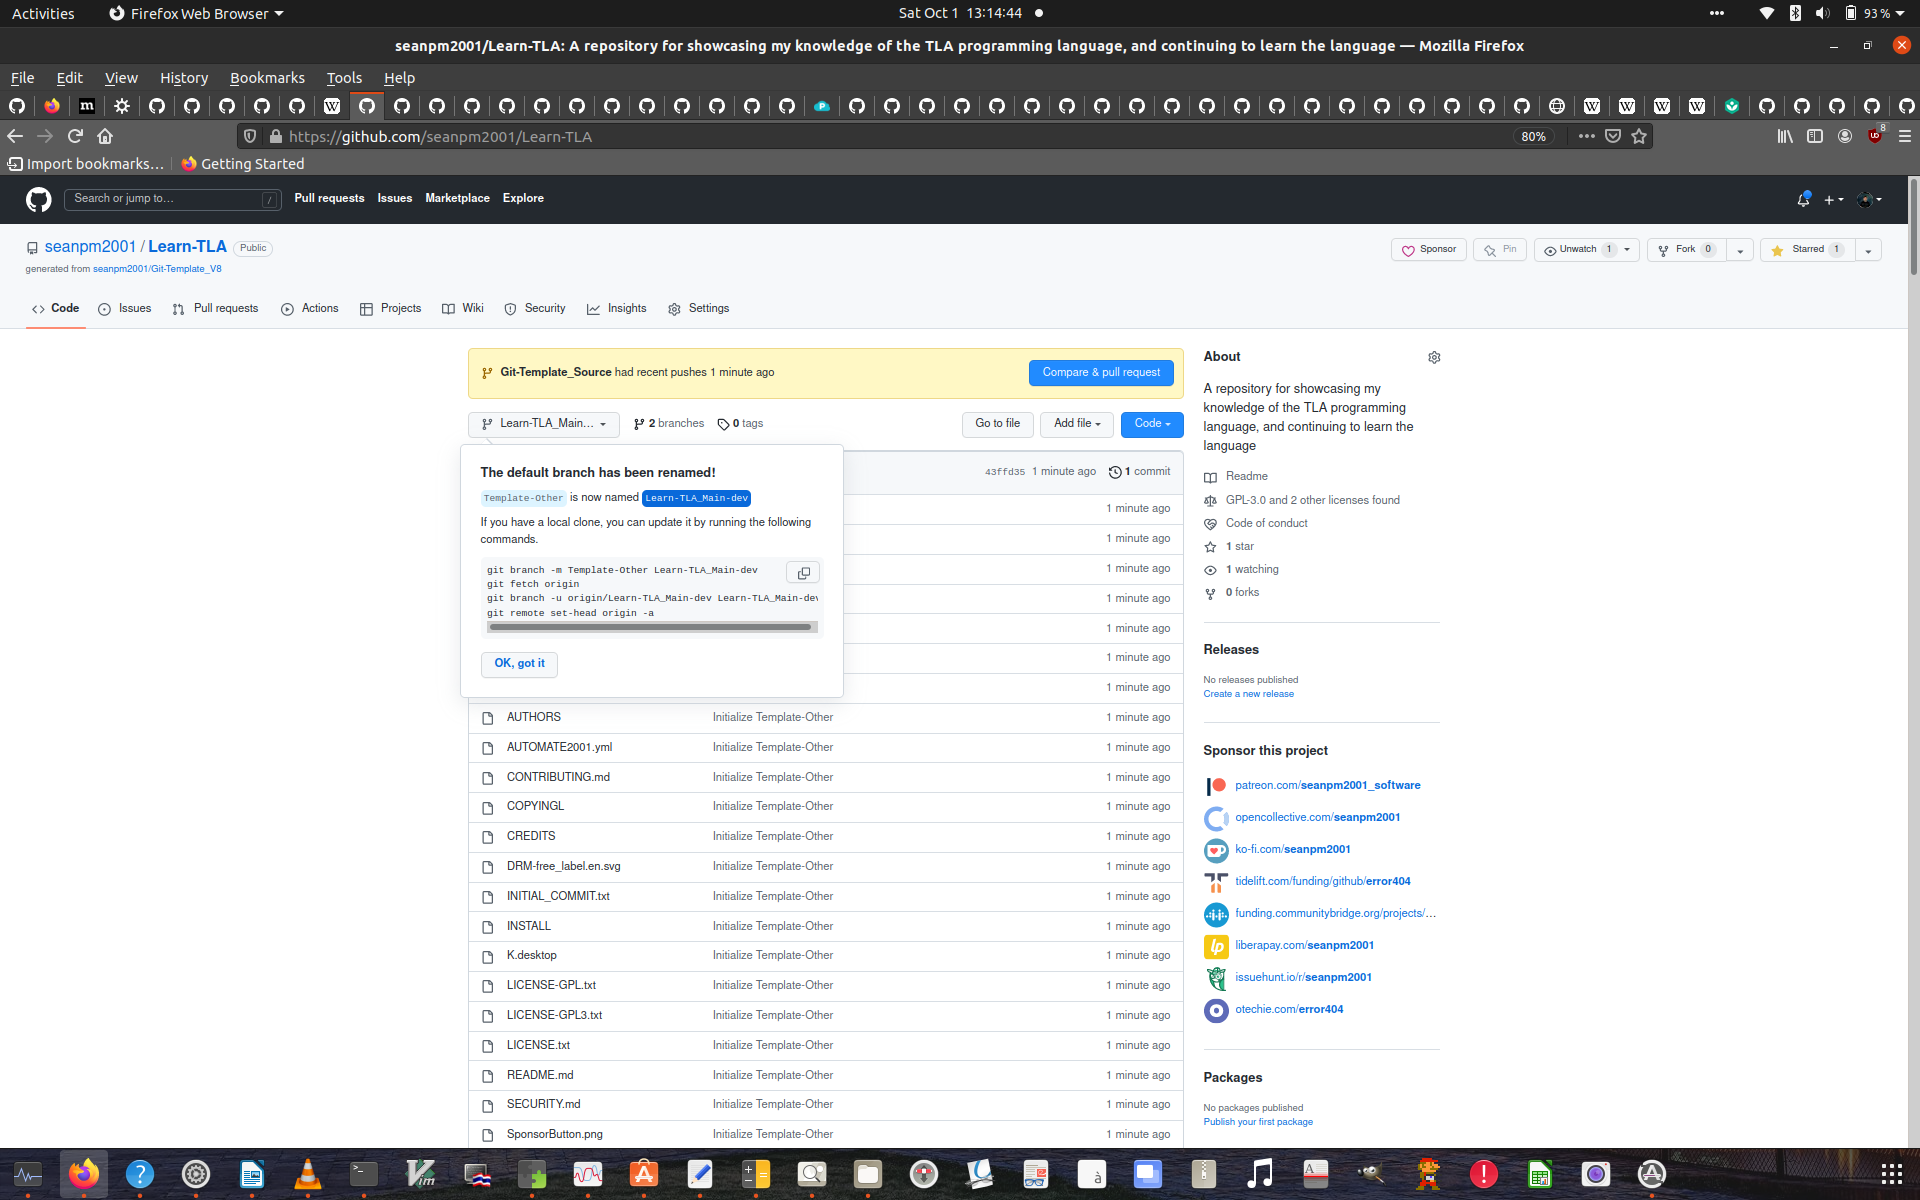 Activities
Firefox Web Browser
Sat Oct 1 13:14:44
93 %
seanpm2001/Learn-TLA: A repository for showcasing my knowledge of the TLA programming language, and continuing to learn the language — Mozilla Firefox
File Edit View History Bookmarks Tools Help
https://github.com/seanpm2001/Learn-TLA
80%
8
Import bookmarks…
Getting Started
Search or jump to…
/
Pull requests Issues Marketplace Explore
seanpm2001 / Learn-TLA Public
generated from seanpm2001/Git-Template_V8
Sponsor
Pin
Unwatch 1
Fork 0
Starred 1
Code Issues Pull requests Actions Projects Wiki Security Insights Settings
Git-Template_Source had recent pushes 1 minute ago
Compare & pull request
Learn-TLA_Main...
2 branches
0 tags
Go to file
Add file
Code
The default branch has been renamed!
Template-Other is now named Learn-TLA_Main-dev
If you have a local clone, you can update it by running the following
commands.
git branch -m Template-Other Learn-TLA_Main-dev
git fetch origin
git branch -u origin/Learn-TLA_Main-dev Learn-TLA_Main-dev
git remote set-head origin -a
OK, got it
43ffd35 1 minute ago 1 commit
1 minute ago
1 minute ago
1 minute ago
1 minute ago
1 minute ago
1 minute ago
1 minute ago
AUTHORS Initialize Template-Other 1 minute ago
AUTOMATE2001.yml Initialize Template-Other 1 minute ago
CONTRIBUTING.md Initialize Template-Other 1 minute ago
COPYINGL Initialize Template-Other 1 minute ago
CREDITS Initialize Template-Other 1 minute ago
DRM-free_label.en.svg Initialize Template-Other 1 minute ago
INITIAL_COMMIT.txt Initialize Template-Other 1 minute ago
INSTALL Initialize Template-Other 1 minute ago
K.desktop Initialize Template-Other 1 minute ago
LICENSE-GPL.txt Initialize Template-Other 1 minute ago
LICENSE-GPL3.txt Initialize Template-Other 1 minute ago
LICENSE.txt Initialize Template-Other 1 minute ago
README.md Initialize Template-Other 1 minute ago
SECURITY.md Initialize Template-Other 1 minute ago
SponsorButton.png Initialize Template-Other 1 minute ago
About
A repository for showcasing my
knowledge of the TLA programming
language, and continuing to learn the
language
Readme
GPL-3.0 and 2 other licenses found
Code of conduct
1 star
1 watching
0 forks
Releases
No releases published
Create a new release
Sponsor this project
patreon.com/seanpm2001_software
opencollective.com/seanpm2001
ko-fi.com/seanpm2001
tidelift.com/funding/github/error404
funding.communitybridge.org/projects/…
liberapay.com/seanpm2001
issuehunt.io/r/seanpm2001
otechie.com/error404
Packages
No packages published
Publish your first package